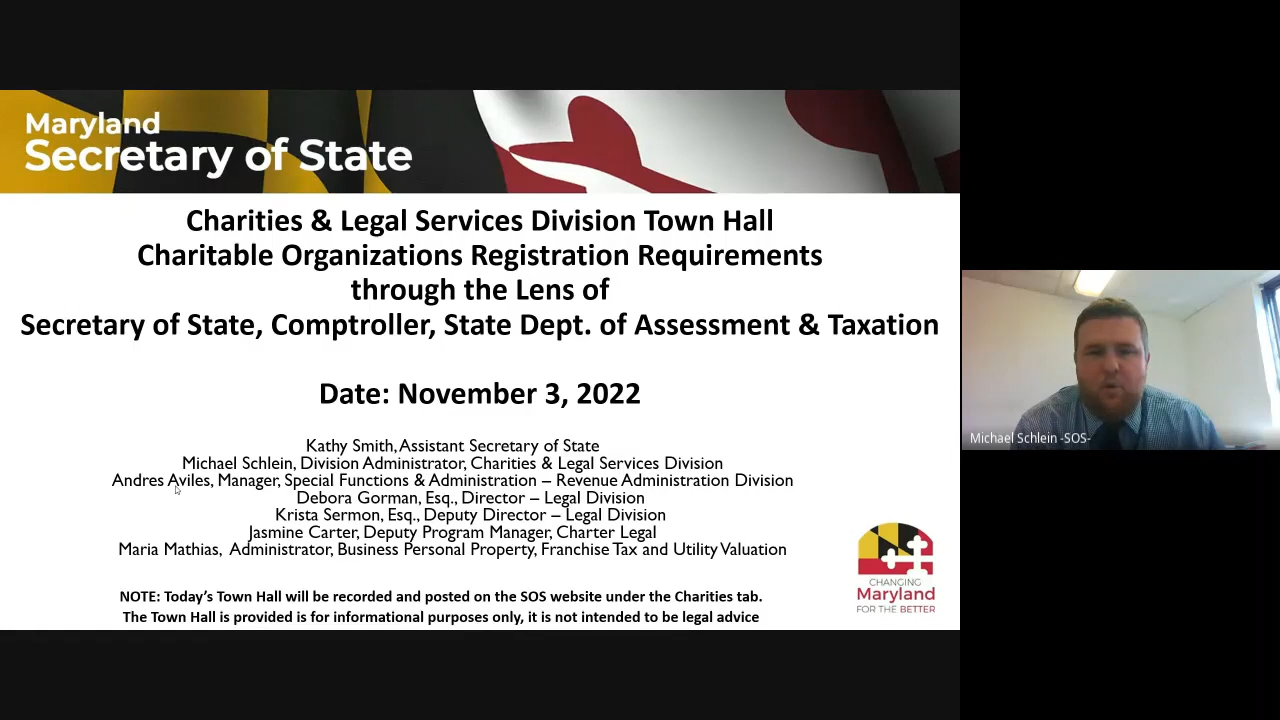 Maryland
Secretary of State
Charities & Legal Services Division Town Hall
Charitable Organizations Registration Requirements
through the Lens of
Secretary of State, Comptroller, State Dept. of Assessment & Taxation
Date: November 3, 2022
Kathy Smith, Assistant Secretary of State
Michael Schlein, Division Administrator, Charities & Legal Services Division
Andres Aviles, Manager, Special Functions & Administration – Revenue Administration Division
Debora Gorman, Esq., Director – Legal Division
Krista Sermon, Esq., Deputy Director – Legal Division
Jasmine Carter, Deputy Program Manager, Charter Legal
Maria Mathias, Administrator, Business Personal Property, Franchise Tax and Utility Valuation
NOTE: Today's Town Hall will be recorded and posted on the SOS website under the Charities tab.
The Town Hall is provided is for informational purposes only, it is not intended to be legal advice
CHANGING
Maryland
FOR THE BETTER
Michael Schlein -SOS-